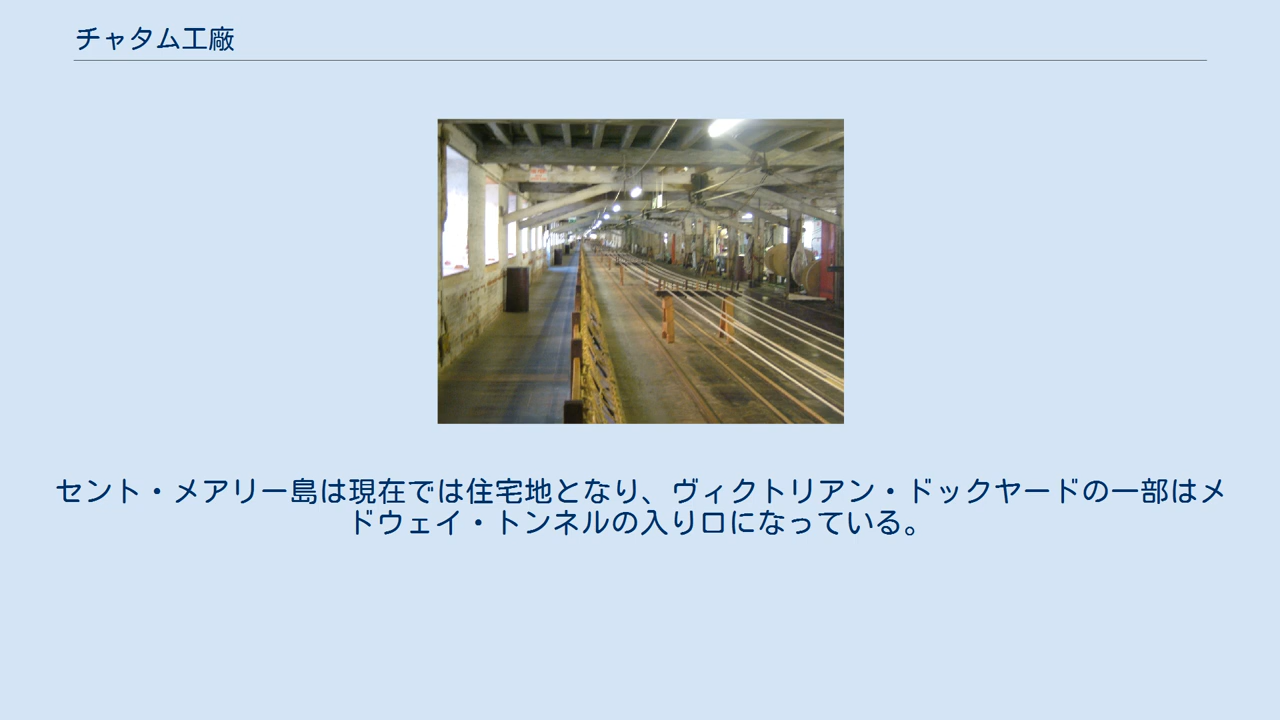 チャタム工廠
セント・メアリー島は現在では住宅地となり、ヴィクトリアン・ドックヤードの一部はメ
ドウェイ・トンネルの入り口になっている。